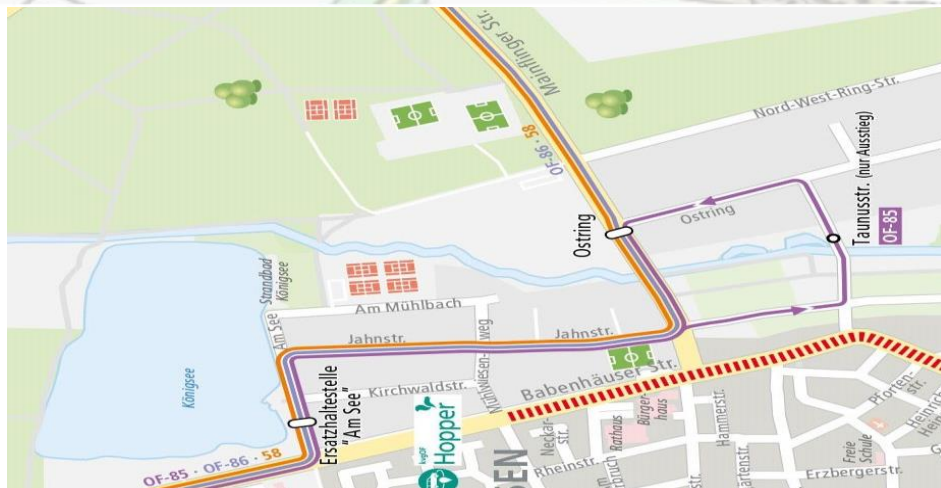 Mainflinger Str.
OF-86 · 58
Nord-West-Ring-Str.
Ostring
Ostring
Taunusstr. (nur Ausstieg)
OF-85
Strandbad
Königsee
Königsee
Am See
Am Mühlbach
Jahnstr.
Jahnstr.
Mühlwiesen-
weg
Kirchwaldstr.
Babenhäuser Str.
Ersatzhaltestelle
"Am See"
OF-85 · OF-86 · 58
kvgOF
Hopper
Neckar-
str.
Rheinstr.
Rathaus
Bürger-
haus
Hammerstr.
Pforten-
str.
Freie
Schule
Erzbergerstr.